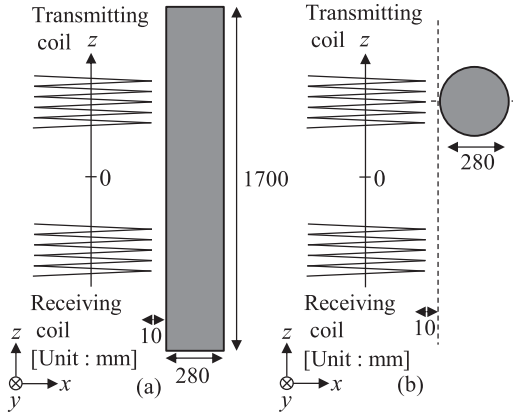 Transmitting
coil z
0
1700
Receiving
coil
10
z
[Unit : mm]
280
x
y
(a)
Transmitting
coil z
280
0
Receiving
coil
10
z
[Unit : mm]
x
y
(b)